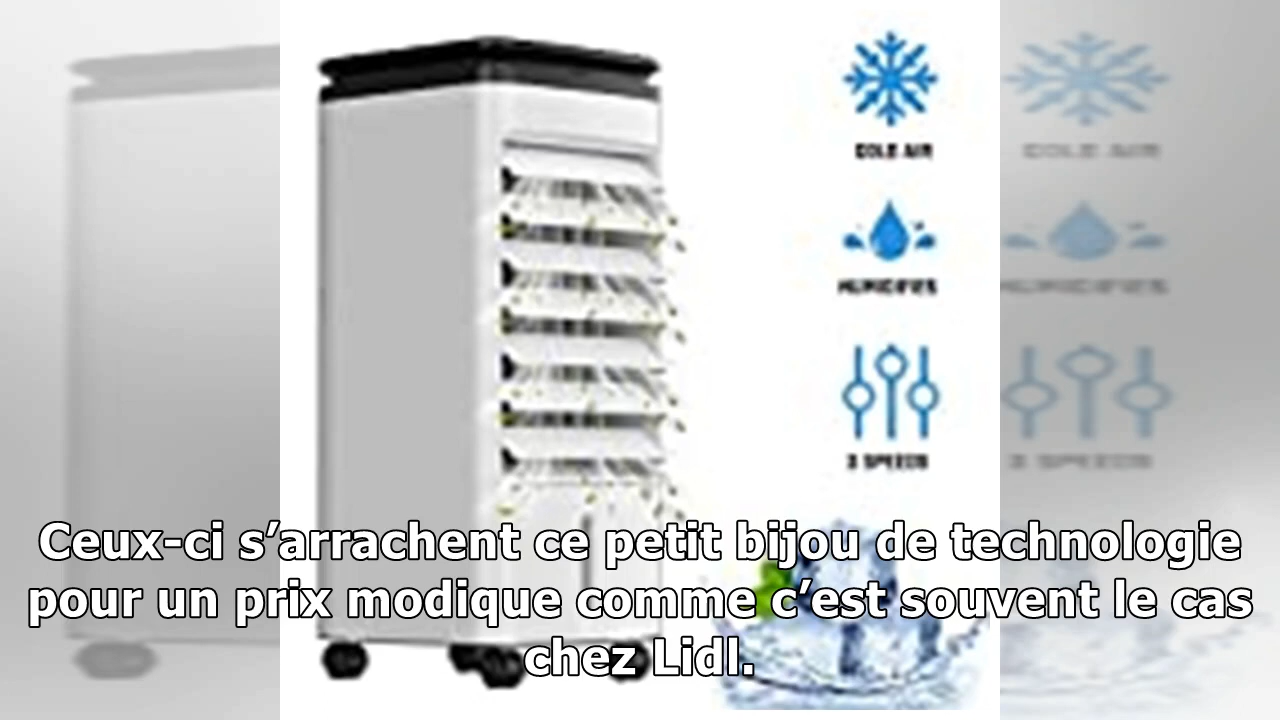 COLD AIR
HUMIDIFIES
3 SPEEDS
Ceux-ci s’arrachent ce petit bijou de technologie
pour un prix modique comme c’est souvent le cas
chez Lidl.